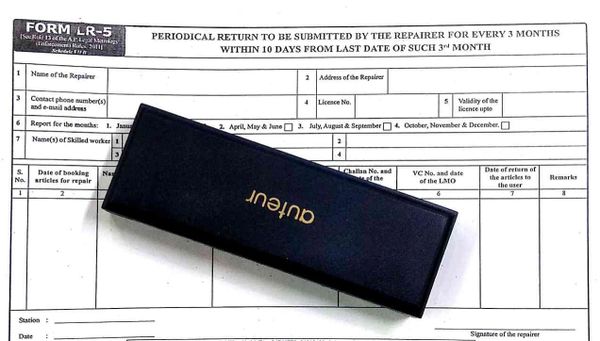 FORM LR-5
[See Rule 15 of the A.P. Legal Metrology
(Enforcement) Rules, 2011]
Schedule
PERIODICAL RETURN TO BE SUBMITTED BY THE REPAIRER FOR EVERY 3 MONTHS
WITHIN 10 DAYS FROM LAST DATE OF SUCH 3rd MONTH
1 Name of the Repairer 2 Address of the Repairer
3 Contact phone number(s)
and e-mail address
4 Licence No. 5 Validity of the
licence upto
6 Report for the months: 1. 2. April, May & June 3. July, August & September 4. October, November & December.
7 Name(s) of Skilled worker 1 2
3 4
S.
No.
Date of booking
articles for repair
Challan No. and
of the
VC No. and date
of the LMO
Date of return of
the articles to
the user
Remarks
1 2 6 7 8
auteur
Station :
Date :
Signature of the repairer